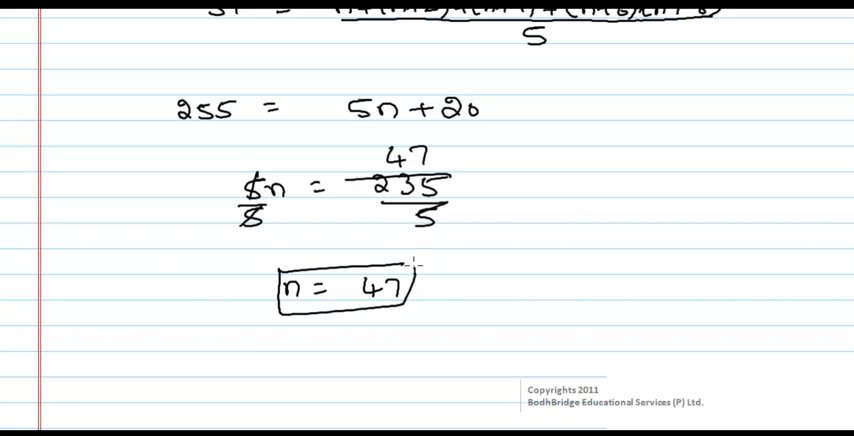 5
255 = 5n + 20
47
5n = 235
5 5
n = 47
Copyrights 2011
BodhBridge Educational Services (P) Ltd.